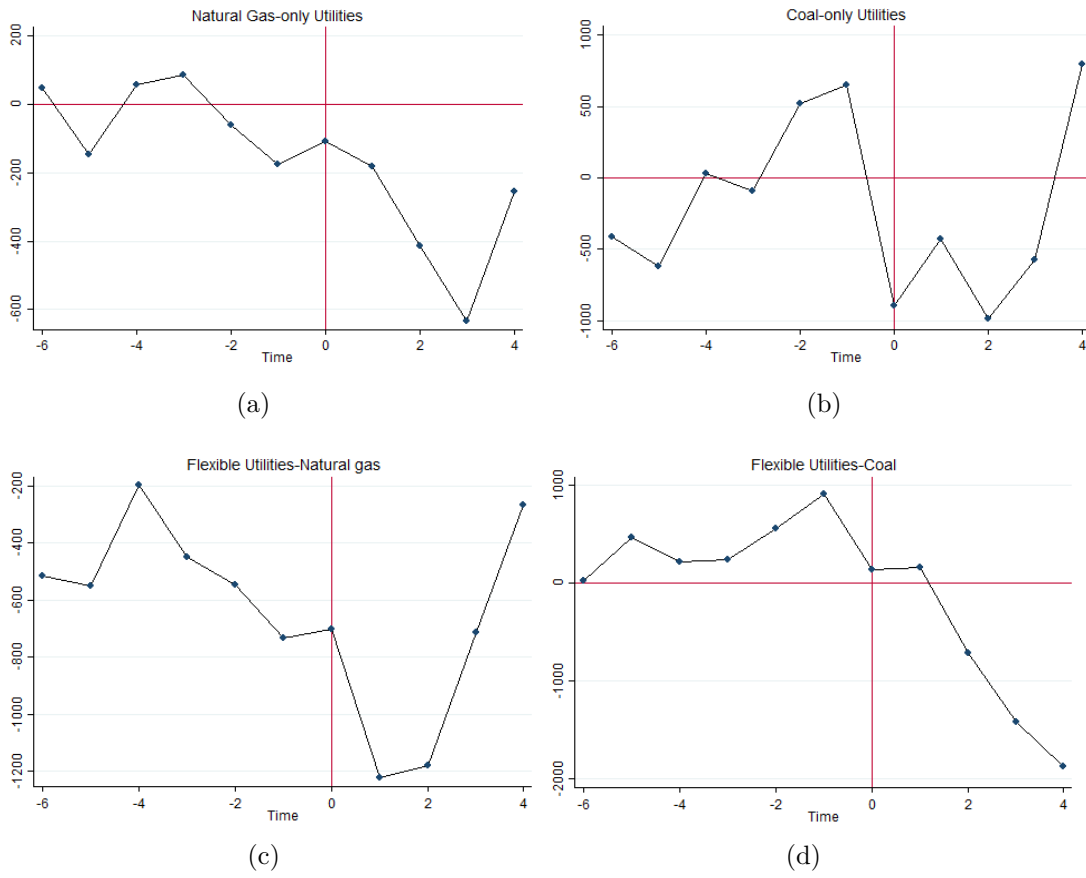 Natural Gas-only Utilities
200
0
-200
-400
-600
-6 -4 -2 0 2 4
Time
(a)
Coal-only Utilities
1000
500
0
-500
-1000
-6 -4 -2 0 2 4
Time
(b)
Flexible Utilities-Natural gas
-200
-400
-600
-800
-1000
-1200
-6 -4 -2 0 2 4
Time
(c)
Flexible Utilities-Coal
1000
0
-1000
-2000
-6 -4 -2 0 2 4
Time
(d)